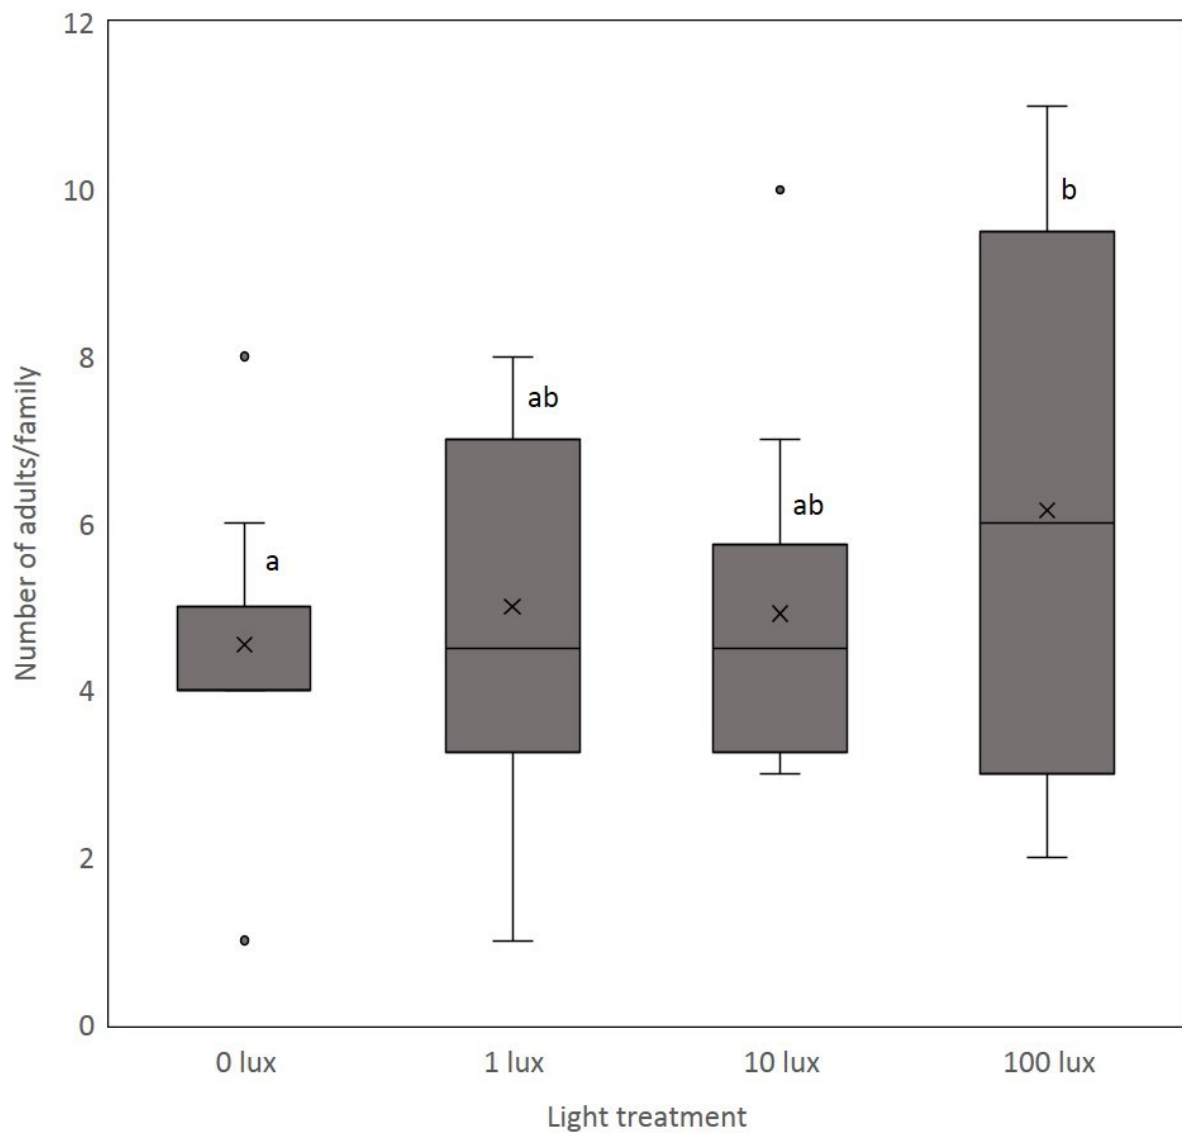 12
10
8
6
4
2
0
Number of adults/family
a
ab
ab
b
0 lux
1 lux
10 lux
100 lux
Light treatment